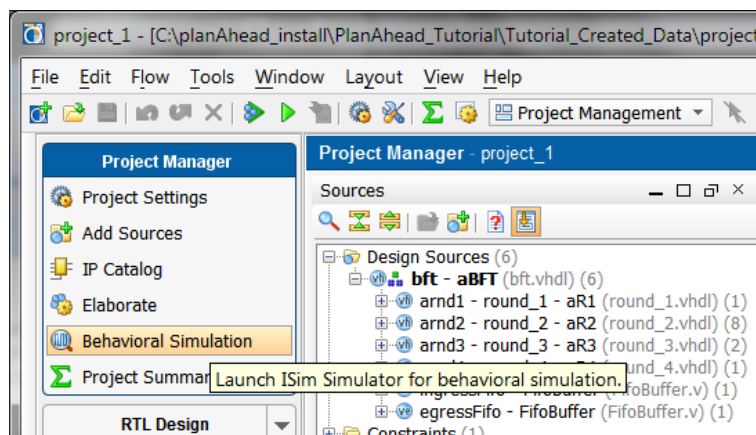 project_1 - [C:\planAhead_install\PlanAhead_Tutorial\Tutorial_Created_Data\project
File Edit Flow Tools Window Layout View Help
Project Management
Project Manager
Project Settings
Add Sources
IP Catalog
Elaborate
Behavioral Simulation
Project Summar
Launch ISim Simulator for behavioral simulation.
RTL Design
Project Manager - project_1
Sources
Design Sources (6)
bft - aBFT (bft.vhdl) (6)
arnd1 - round_1 - aR1 (round_1.vhdl) (1)
arnd2 - round_2 - aR2 (round_2.vhdl) (8)
arnd3 - round_3 - aR3 (round_3.vhdl) (2)
(round_4.vhdl) (1)
FifoBuffer (FifoBuffer.v) (1)
egressFifo - FifoBuffer (FifoBuffer.v) (1)
Constraints (1)